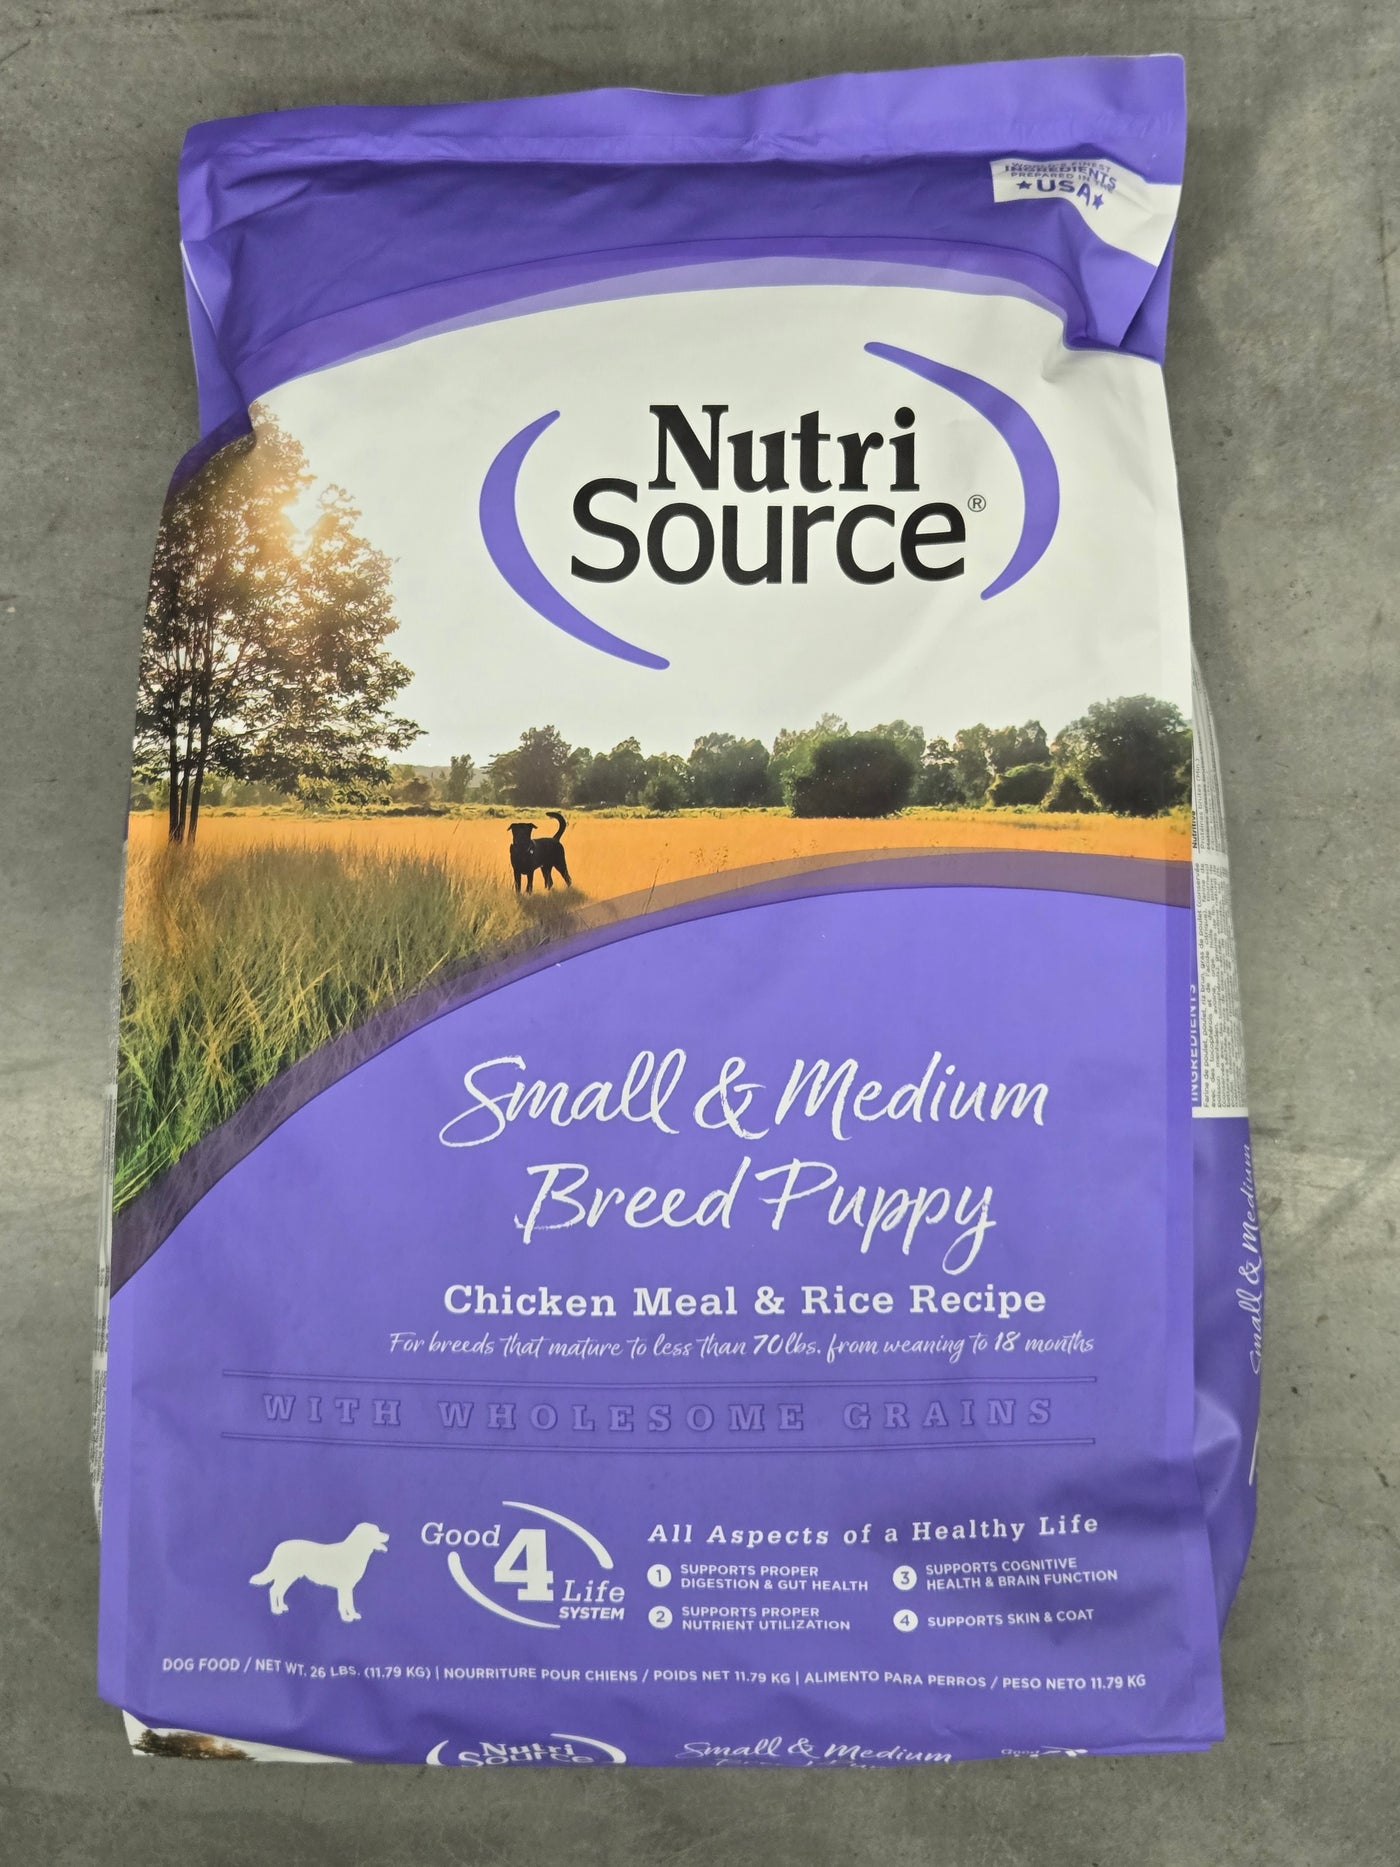 WORLD'S FINEST
INGREDIENTS
PREPARED IN THE
USA
Nutri
Source®
Small & Medium
Breed Puppy
Chicken Meal & Rice Recipe
For breeds that mature to less than 70lbs. from weaning to 18 months
WITH WHOLESOME GRAINS
Good 4 Life
SYSTEM
All Aspects of a Healthy Life
1 SUPPORTS PROPER
DIGESTION & GUT HEALTH
2 SUPPORTS PROPER
NUTRIENT UTILIZATION
3 SUPPORTS COGNITIVE
HEALTH & BRAIN FUNCTION
4 SUPPORTS SKIN & COAT
DOG FOOD / NET WT. 26 LBS. (11.79 KG) | NOURRITURE POUR CHIENS / POIDS NET 11.79 KG | ALIMENTO PARA PERROS / PESO NETO 11.79 KG
Nutri
Source
Small & Medium
INGREDIENTS
Small & Medium